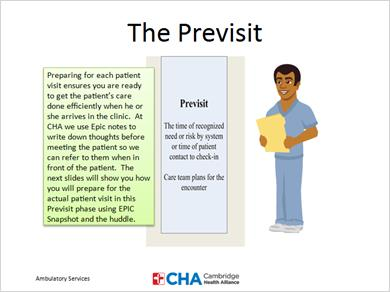 The Previsit
Preparing for each patient
visit ensures you are ready
to get the patient's care
done efficiently when he or
she arrives in the clinic.  At
CHA we use Epic notes to
write down thoughts before
meeting the patient so we
can refer to them when in
front of the patient.  The
next slides will show you how
you will prepare for the
actual patient visit in this
Previsit phase using EPIC
Snapshot and the huddle.
Previsit
The time of recognized
need or risk by system
or time of patient
contact to check-in
Care team plans for the
encounter
Ambulatory Services
CHA Cambridge
Health Alliance